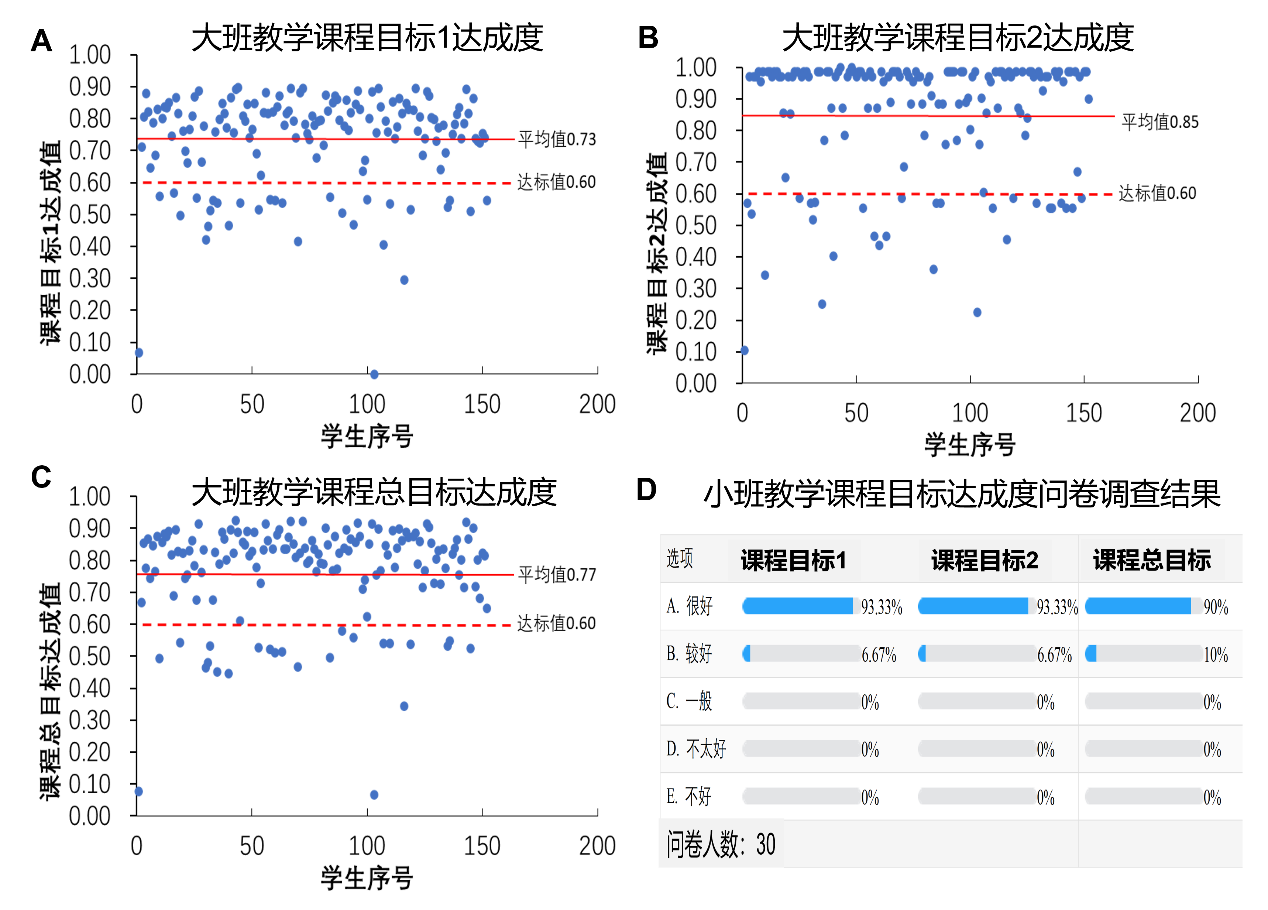 A
大班教学课程目标1达成度
课程目标1达成值
1.00
0.90
0.80
0.70
0.60
0.50
0.40
0.30
0.20
0.10
0.00
平均值0.73
达标值0.60
0 50 100 150 200
学生序号
B
大班教学课程目标2达成度
课程目标2达成值
1.00
0.90
0.80
0.70
0.60
0.50
0.40
0.30
0.20
0.10
0.00
平均值0.85
达标值0.60
0 50 100 150 200
学生序号
C
大班教学课程总目标达成度
课程总目标达成值
1.00
0.90
0.80
0.70
0.60
0.50
0.40
0.30
0.20
0.10
0.00
平均值0.77
达标值0.60
0 50 100 150 200
学生序号
D
小班教学课程目标达成度问卷调查结果
选项 课程目标1 课程目标2 课程总目标
A. 很好 93.33% 93.33% 90%
B. 较好 6.67% 6.67% 10%
C. 一般 0% 0% 0%
D. 不太好 0% 0% 0%
E. 不好 0% 0% 0%
问卷人数：30